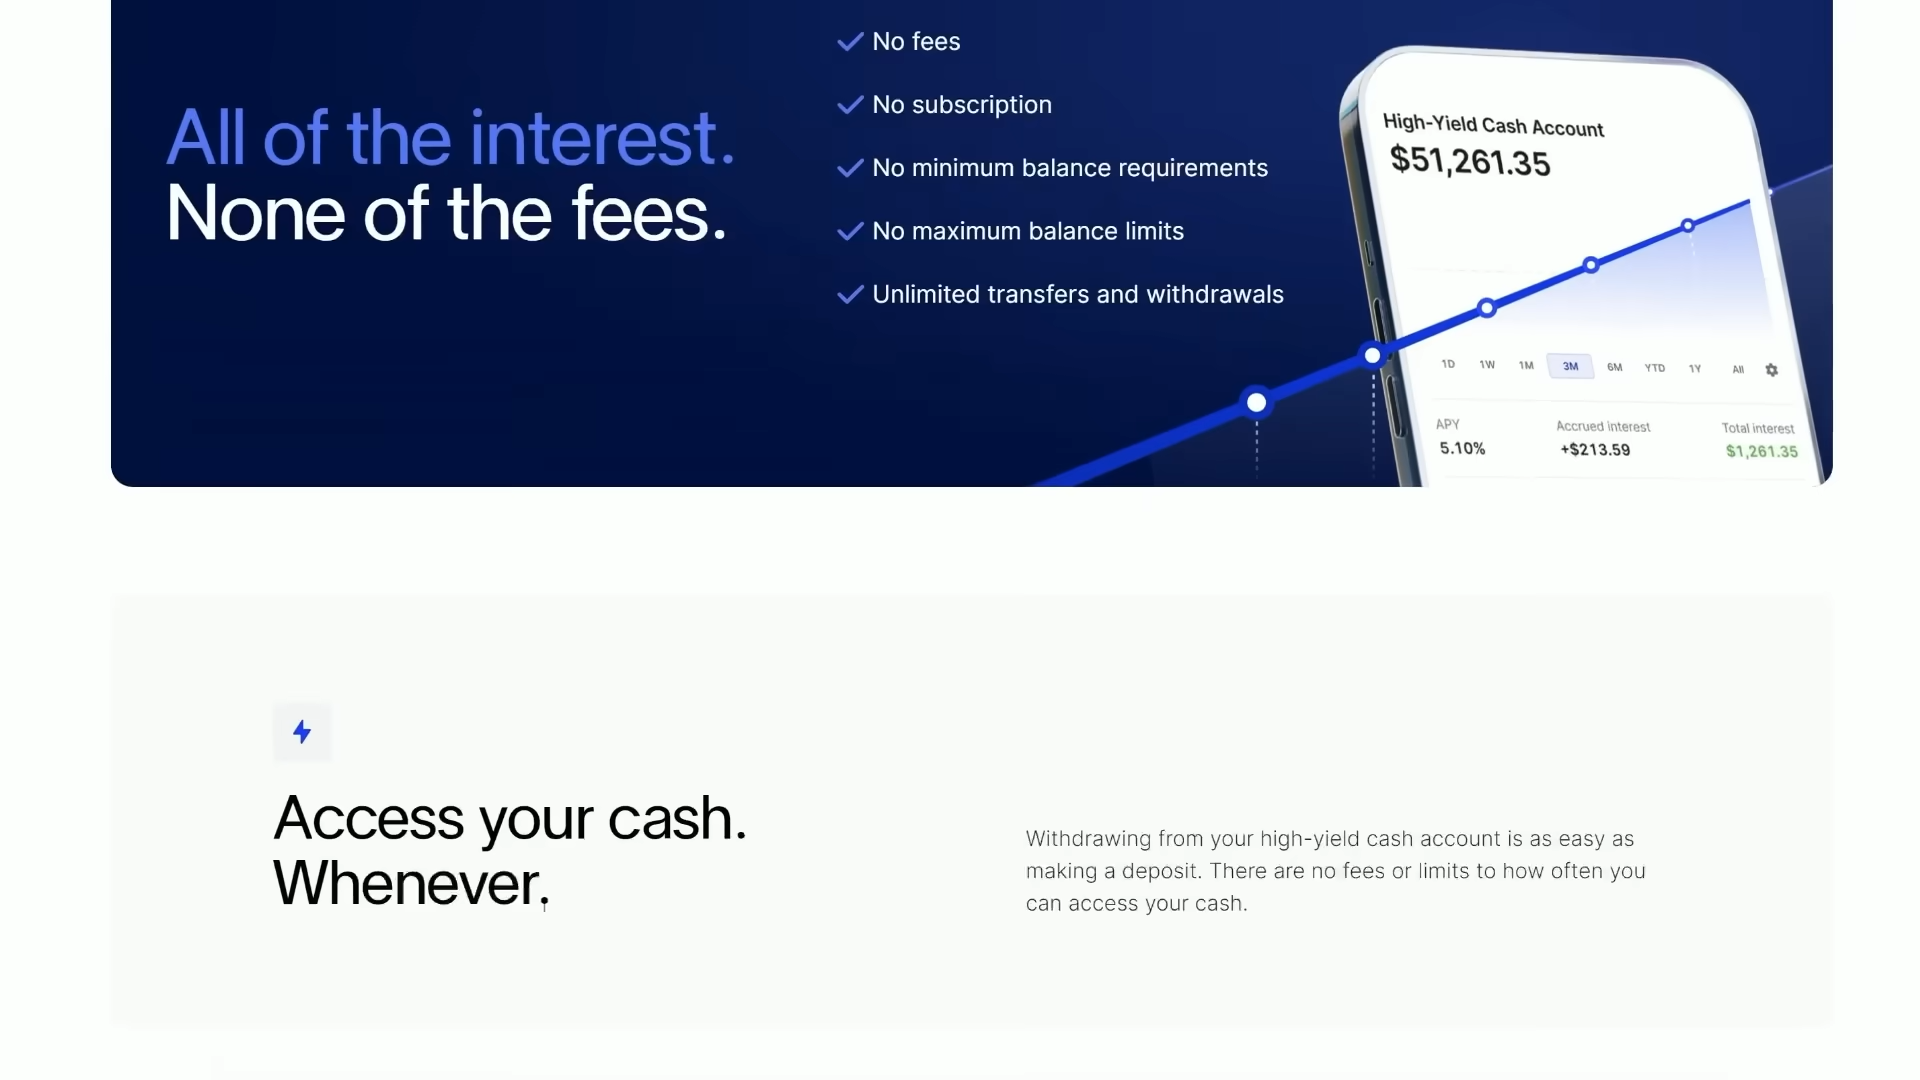 All of the interest.
None of the fees.
No fees
No subscription
No minimum balance requirements
No maximum balance limits
Unlimited transfers and withdrawals
High-Yield Cash Account
$51,261.35
1D 1W 1M 3M 6M YTD 1Y All
APY Accrued interest Total interest
5.10% +$213.59 $1,261.35
Access your cash.
Whenever.
Withdrawing from your high-yield cash account is as easy as
making a deposit. There are no fees or limits to how often you
can access your cash.